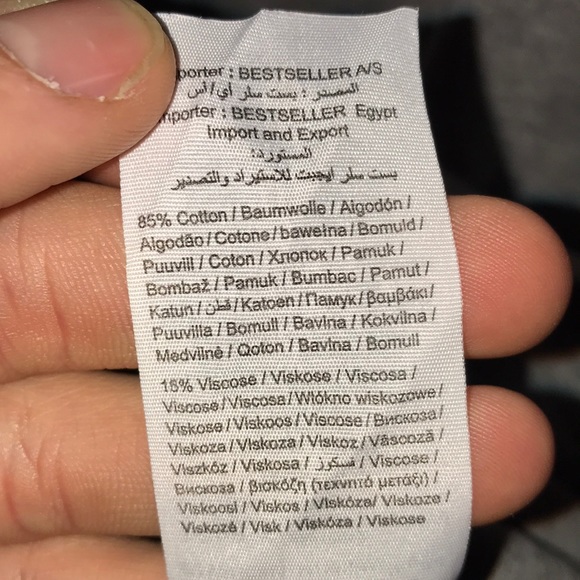 porter : BESTSELLER A/S
المصدر : بست سلر اي/اس
mporter : BESTSELLER Egypt
Import and Export
المستورد:
بست سلر ايجيبت للاستيراد والتصدير
85% Cotton / Baumwolle / Algodón /
Algodão / Cotone / bawełna / Bomuld /
Puuvill / Coton / Хлопок / Pamuk /
Bombaž / Pamuk / Bumbac / Pamut /
Katun / قطن / Katoen / Памук / βαμβάκι /
Puuvilla / Bomull / Bavlna / Kokvilna /
Medvilnė / Qoton / Bavlna / Bomull
15% Viscose / Viskose / Viscosa /
Viscose / Viscosa / Włókno wiskozowe /
Viskose / Viskoos / Viscose / Вискоза /
Viskoza / Viskoza / Viskoz / Vâscoză /
Viszkóz / Viskosa / فسكوز / Viscose /
Вискоза / βισκόζη (τεχνητό μετάξι) /
Viskoosi / Viskos / Viskóza / Viskoze /
Viskozė / Visk / Viskóza / Viskose